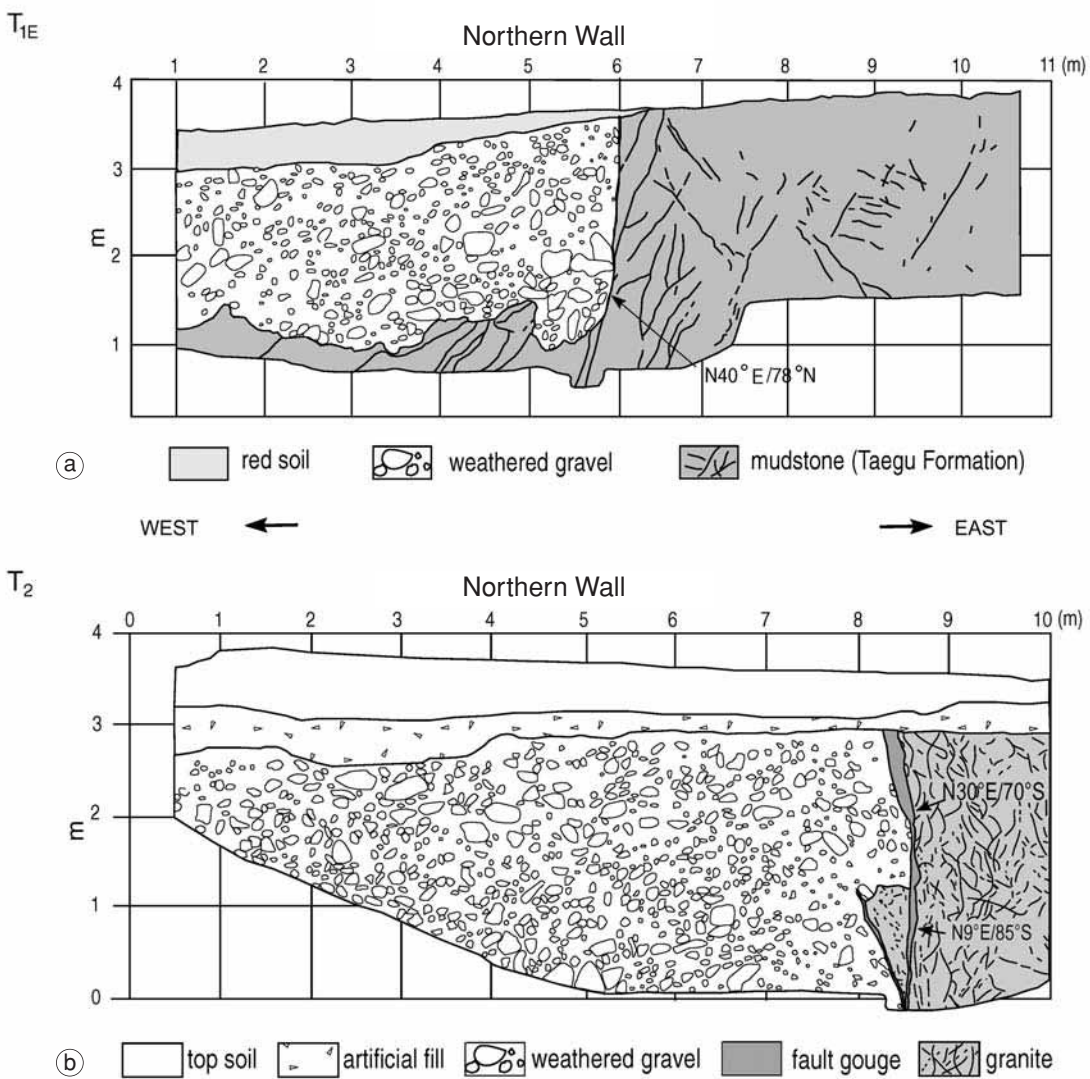 T1E
Northern Wall
1 2 3 4 5 6 7 8 9 10 11 (m)
4
3
m
2
1
N40°E/78°N
ⓐ red soil weathered gravel mudstone (Taegu Formation)
WEST EAST
T2
Northern Wall
0 1 2 3 4 5 6 7 8 9 10 (m)
4
3
N30°E/70°S
m
2
1
N9°E/85°S
0
ⓑ top soil artificial fill weathered gravel fault gouge granite